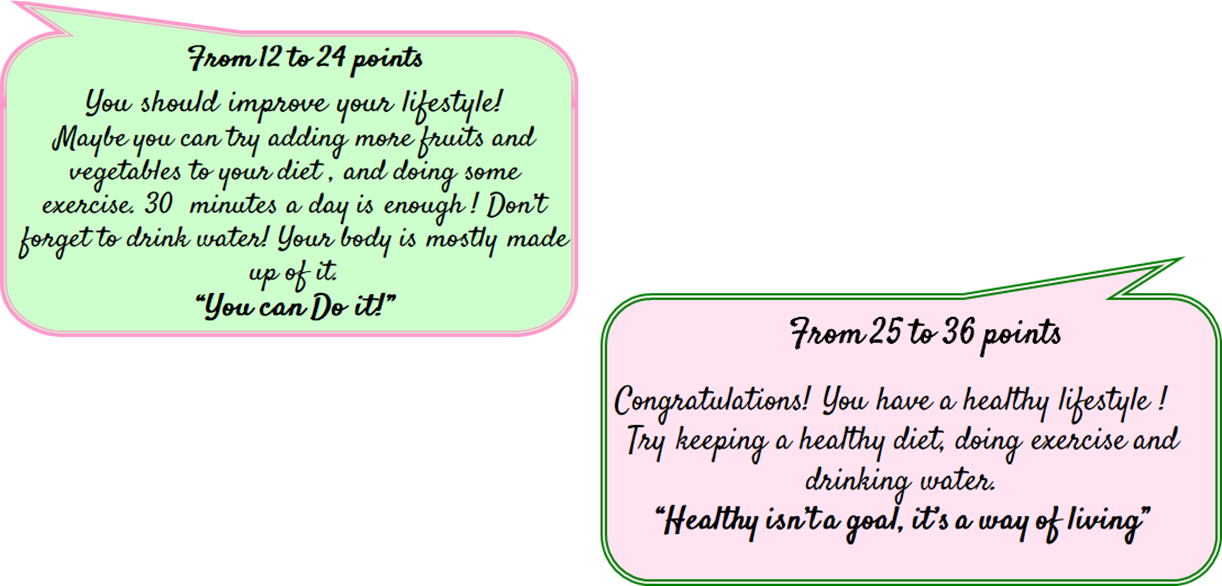 From 12 to 24 points
You should improve your lifestyle!
Maybe you can try adding more fruits and
vegetables to your diet , and doing some
exercise. 30 minutes a day is enough ! Don't
forget to drink water! Your body is mostly made
up of it.
“You can Do it!”
From 25 to 36 points
Congratulations! You have a healthy lifestyle !
Try keeping a healthy diet, doing exercise and
drinking water.
“Healthy isn't a goal, it's a way of living”